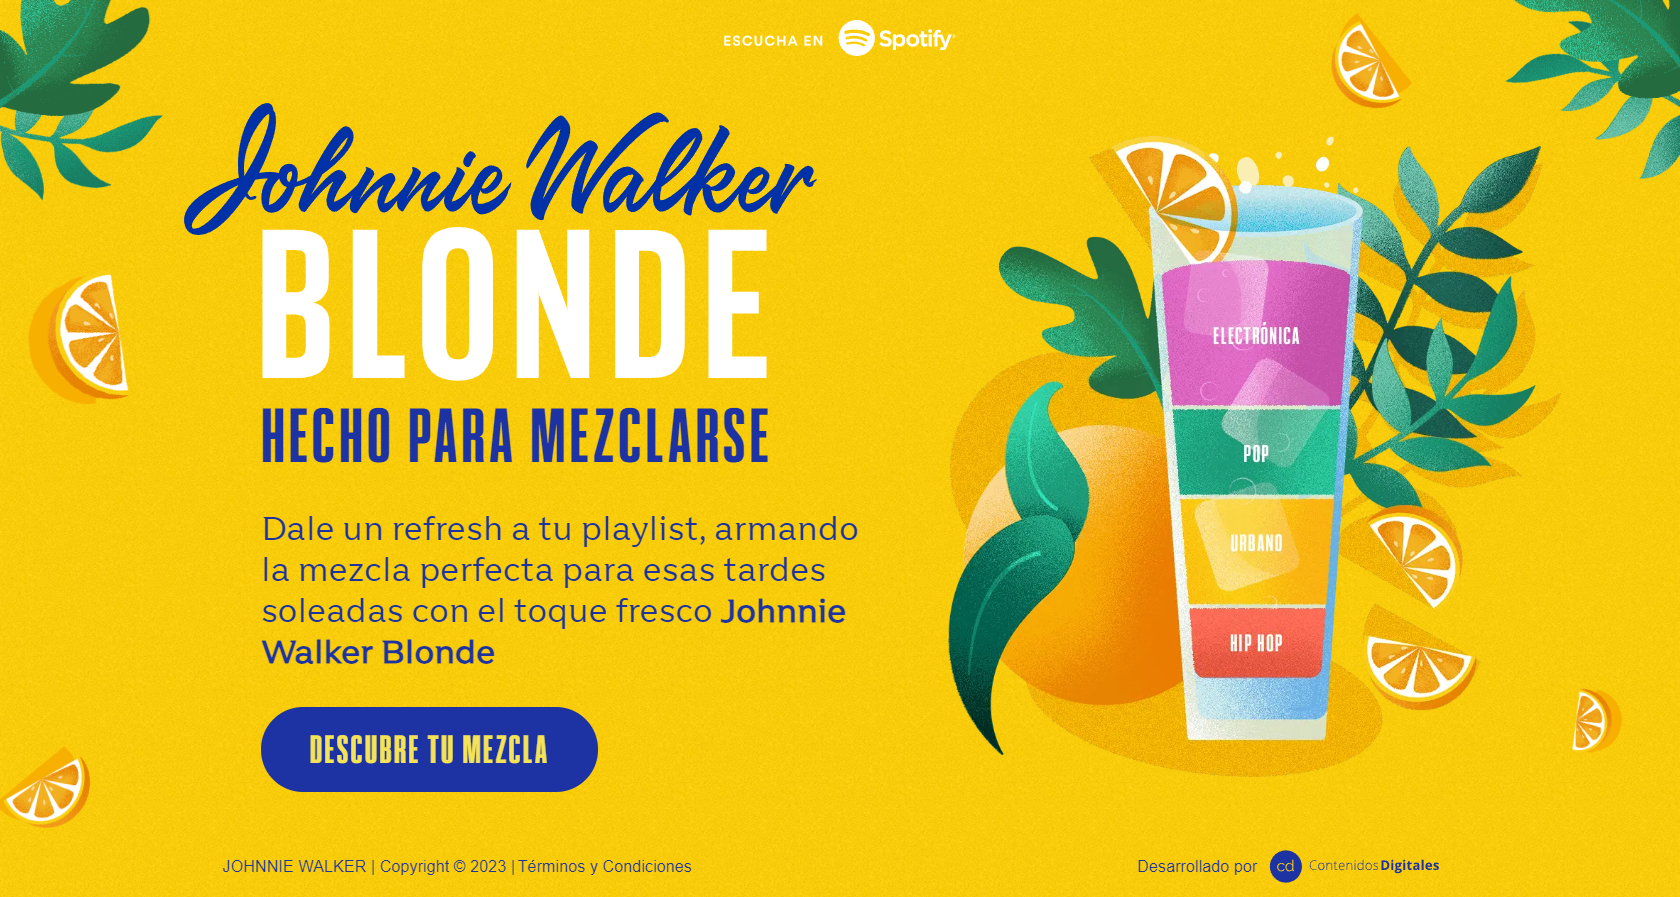 ESCUCHA EN Spotify
Johnnie Walker
BLONDE
HECHO PARA MEZCLARSE
Dale un refresh a tu playlist, armando
la mezcla perfecta para esas tardes
soleadas con el toque fresco Johnnie
Walker Blonde
DESCUBRE TU MEZCLA
ELECTRÓNICA
POP
URBANO
HIP HOP
JOHNNIE WALKER | Copyright © 2023 | Términos y Condiciones
Desarrollado por cd ContenidosDigitales